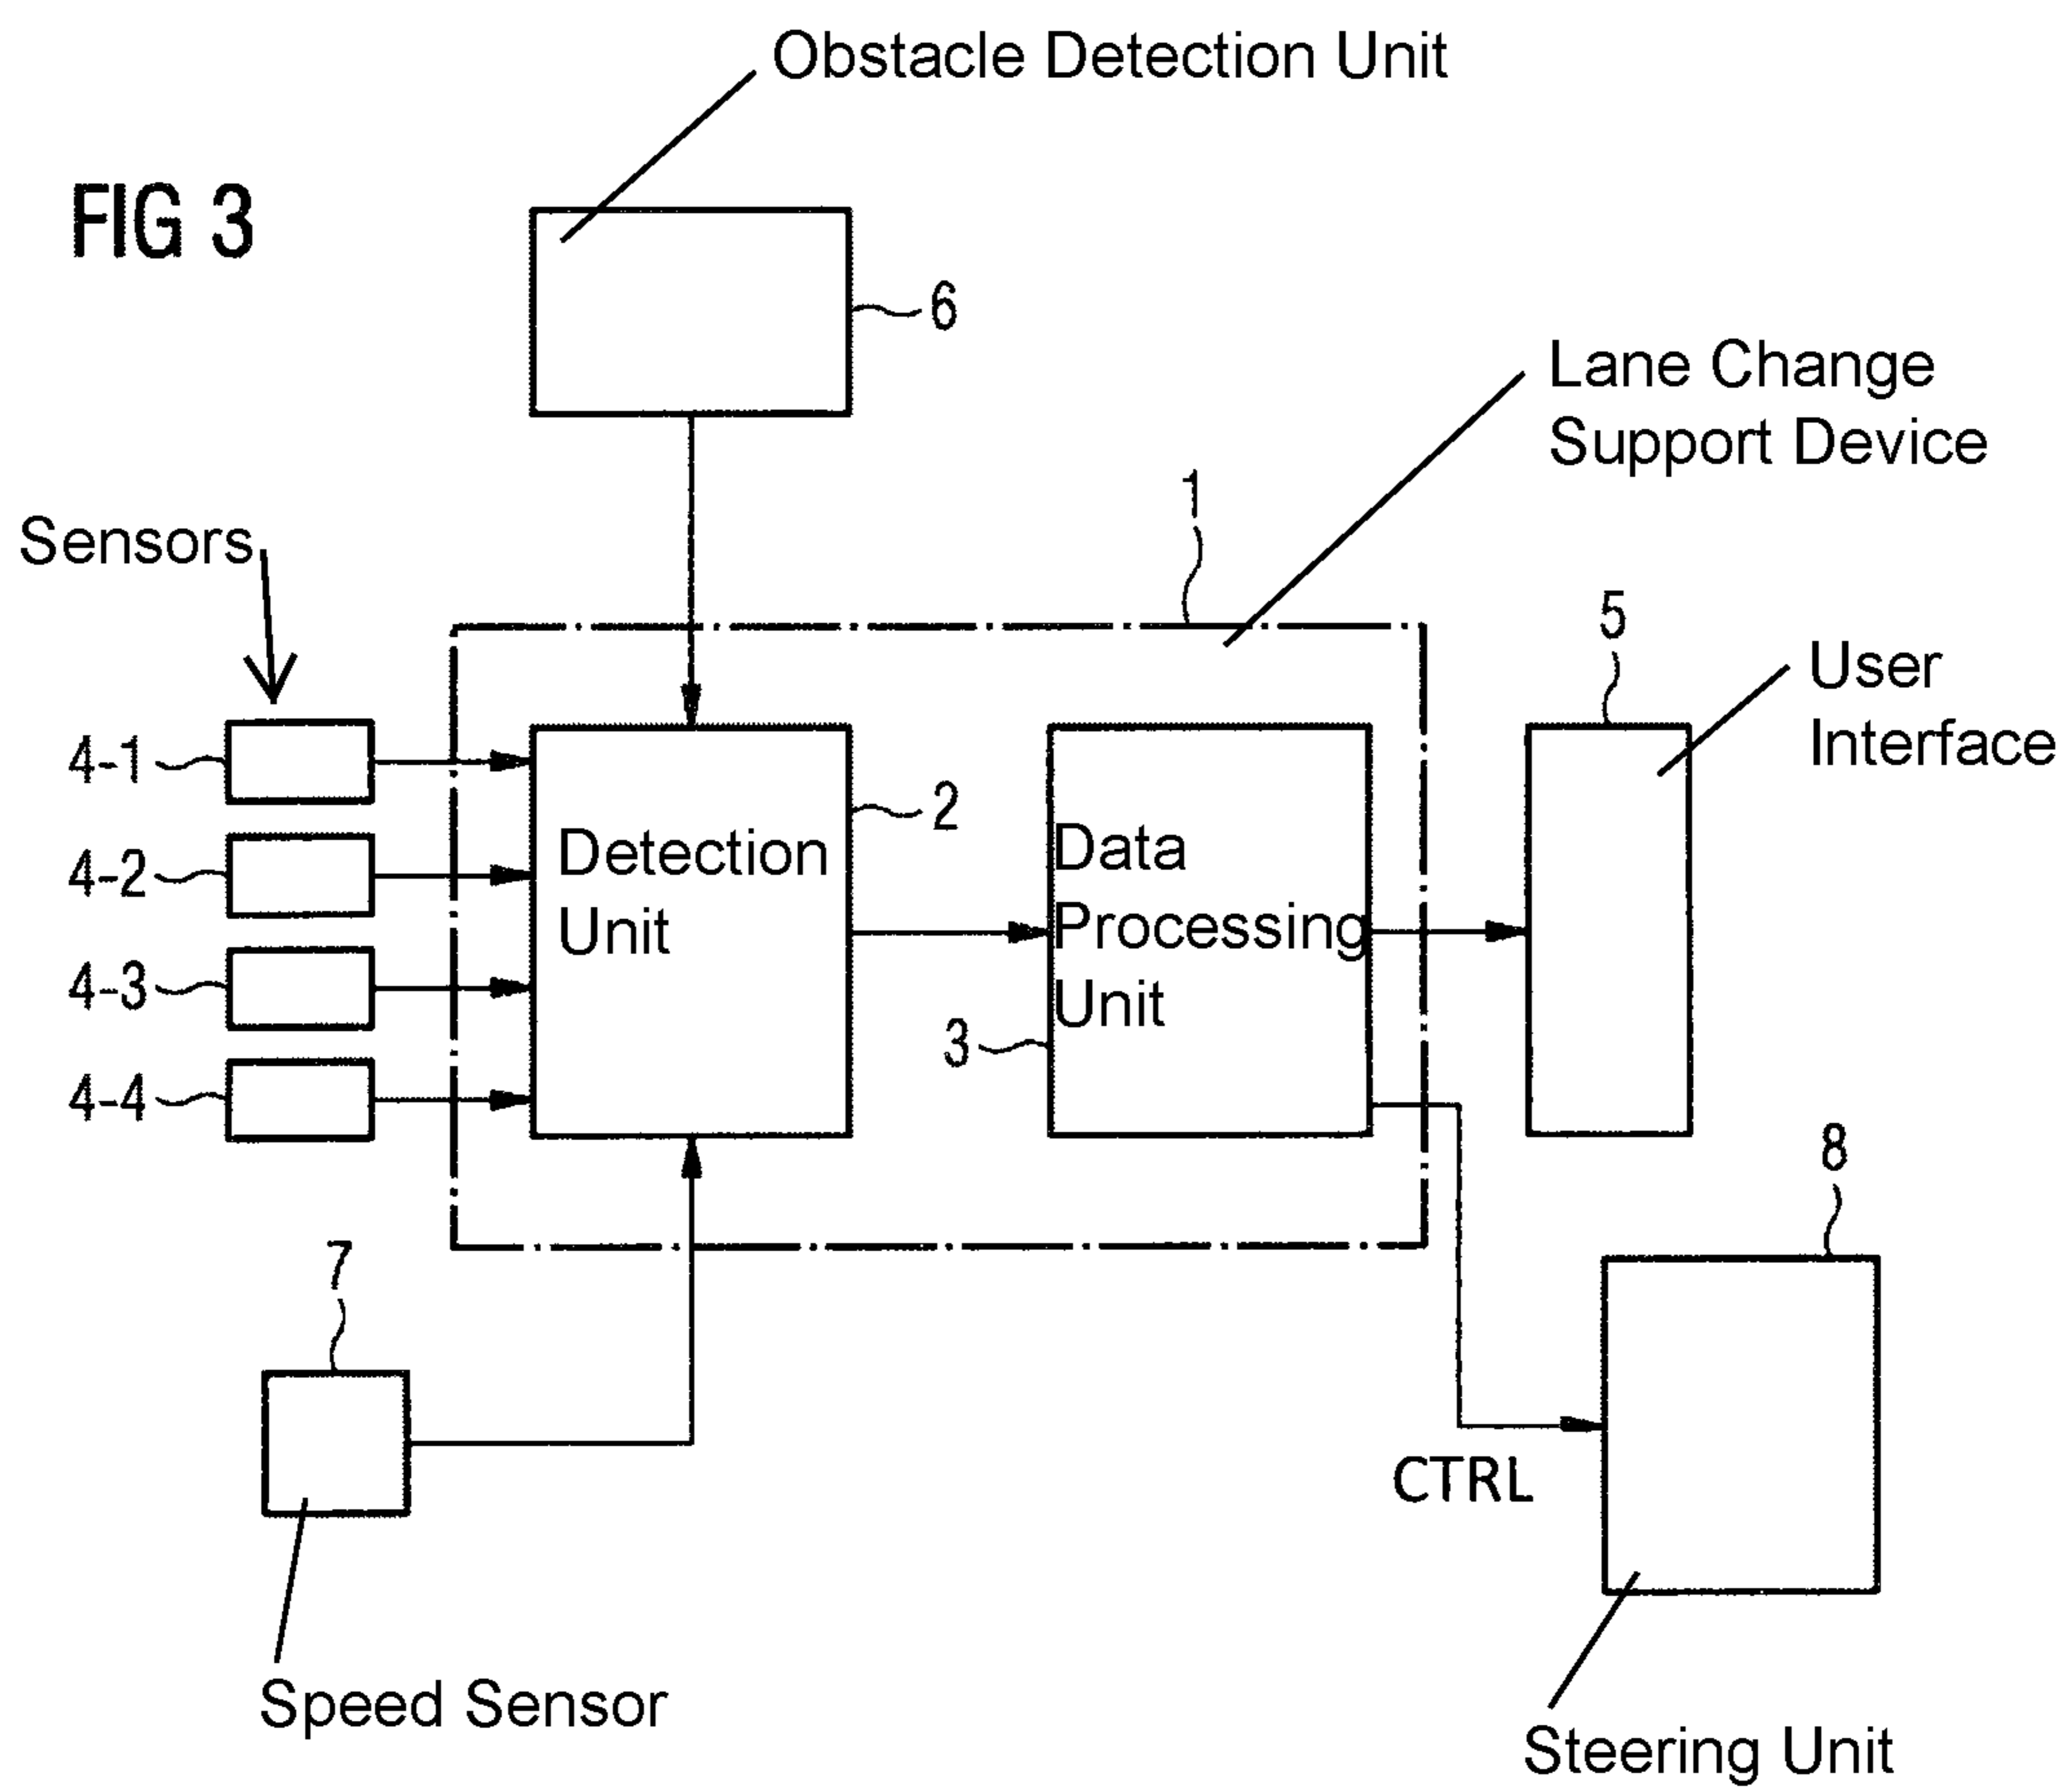 Obstacle Detection Unit
FIG 3
6
Lane Change
Support Device
1
Sensors
5
User
Interface
4-1
2
Detection
Unit
Data
Processing
Unit
4-2
4-3
3
4-4
8
7
CTRL
Speed Sensor
Steering Unit